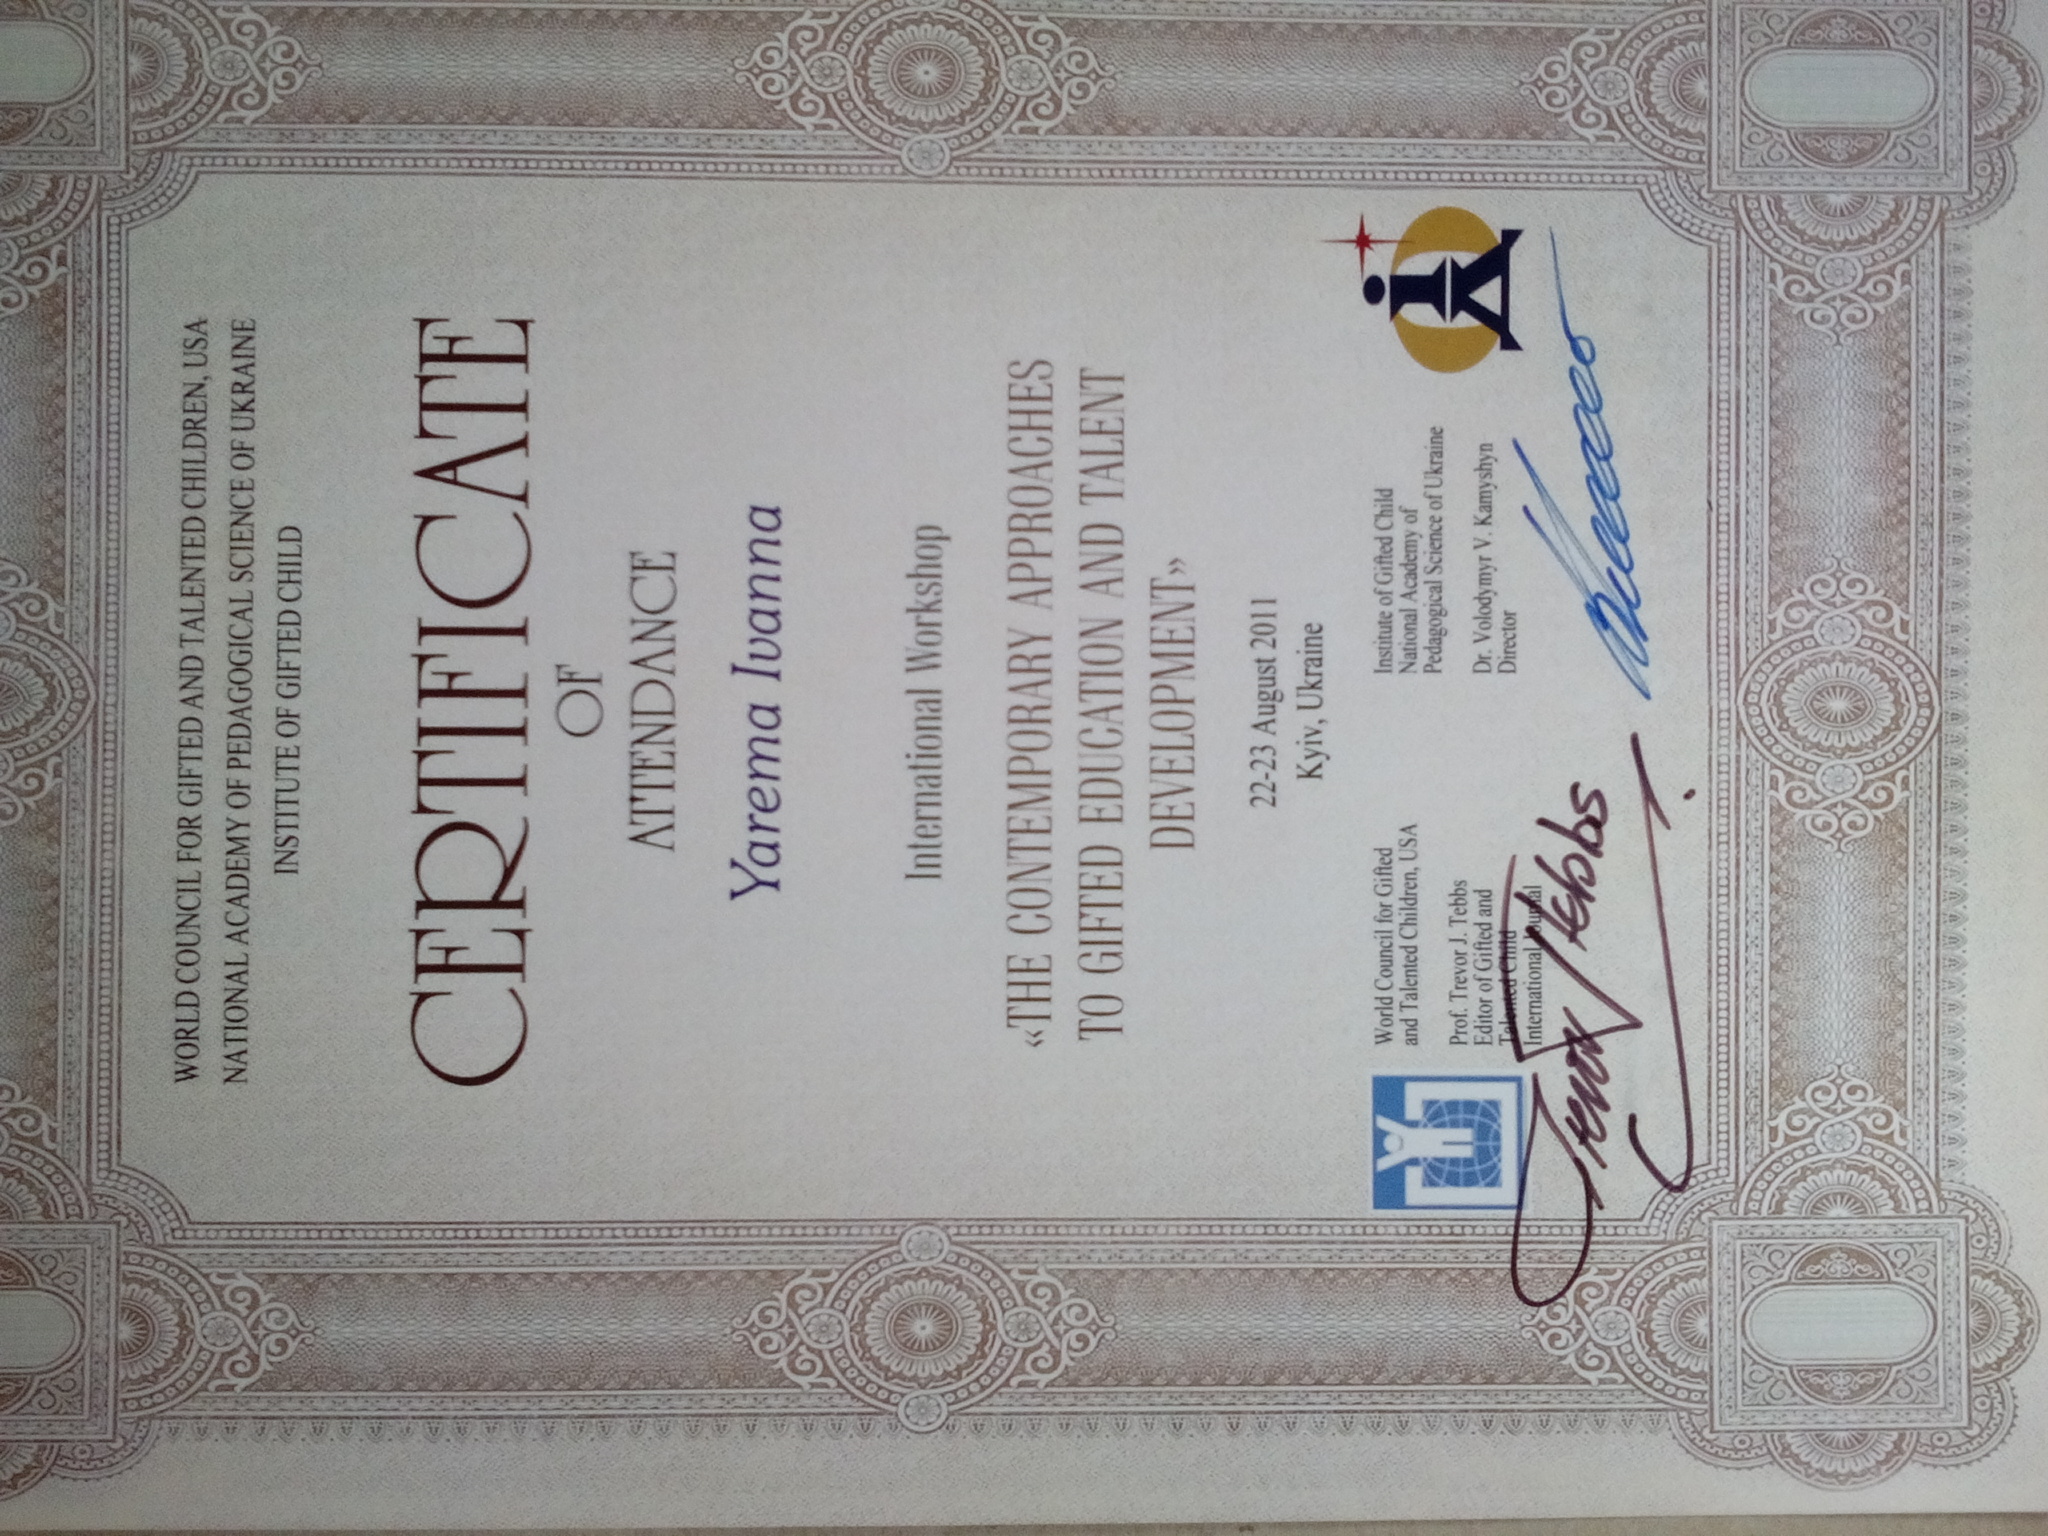 WORLD COUNCIL FOR GIFTED AND TALENTED CHILDREN, USA
NATIONAL ACADEMY OF PEDAGOGICAL SCIENCE OF UKRAINE
INSTITUTE OF GIFTED CHILD
CERTIFICATE
OF
ATTENDANCE
Yarema Ivanna
International Workshop
«THE CONTEMPORARY APPROACHES
TO GIFTED EDUCATION AND TALENT
DEVELOPMENT»
22-23 August 2011
Kyiv, Ukraine
World Council for Gifted
and Talented Children, USA
Prof. Trevor J. Tebbs
Editor of Gifted and
Talented Child
International Journal
Trevor J Tebbs
Institute of Gifted Child
National Academy of
Pedagogical Science of Ukraine
Dr. Volodymyr V. Kamyshyn
Director